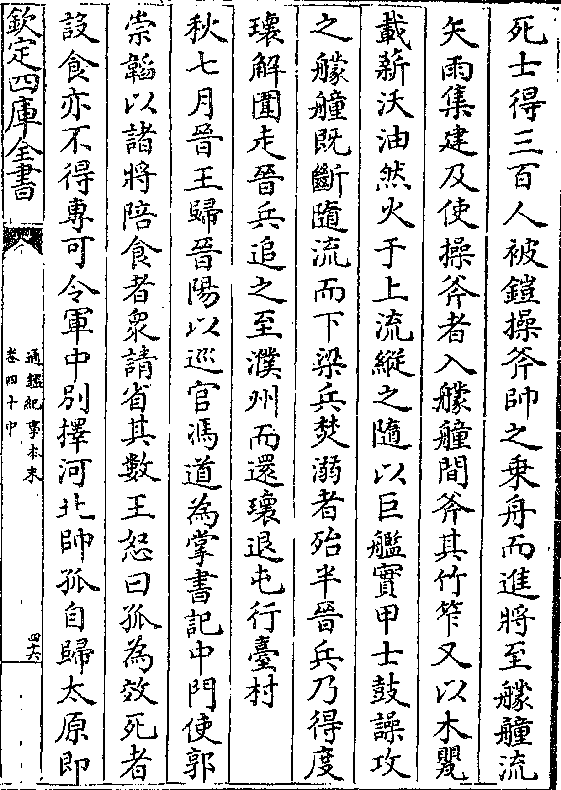 死士得三百人被鎧操斧帥之乗舟而進將至艨艟流
矢雨集建及使操斧者入艨艟間斧其竹笮又以木罌
載薪沃油然火于上流縱之隨以巨艦實甲士鼓譟攻
之艨艟既斷隨流而下梁兵焚溺者殆半晉兵乃得度
瓌解圍走晉兵追之至濮州而還瓌退屯行臺村
秋七月晉王歸晉陽以巡官馮道為掌書記中門使郭
崇韜以諸將陪食者衆請省其數王怒曰孤為效死者
設食亦不得專可令軍中別擇河北帥孤自歸太原即
欽定四庫全書
通鑑紀事本末
卷四十中
四六